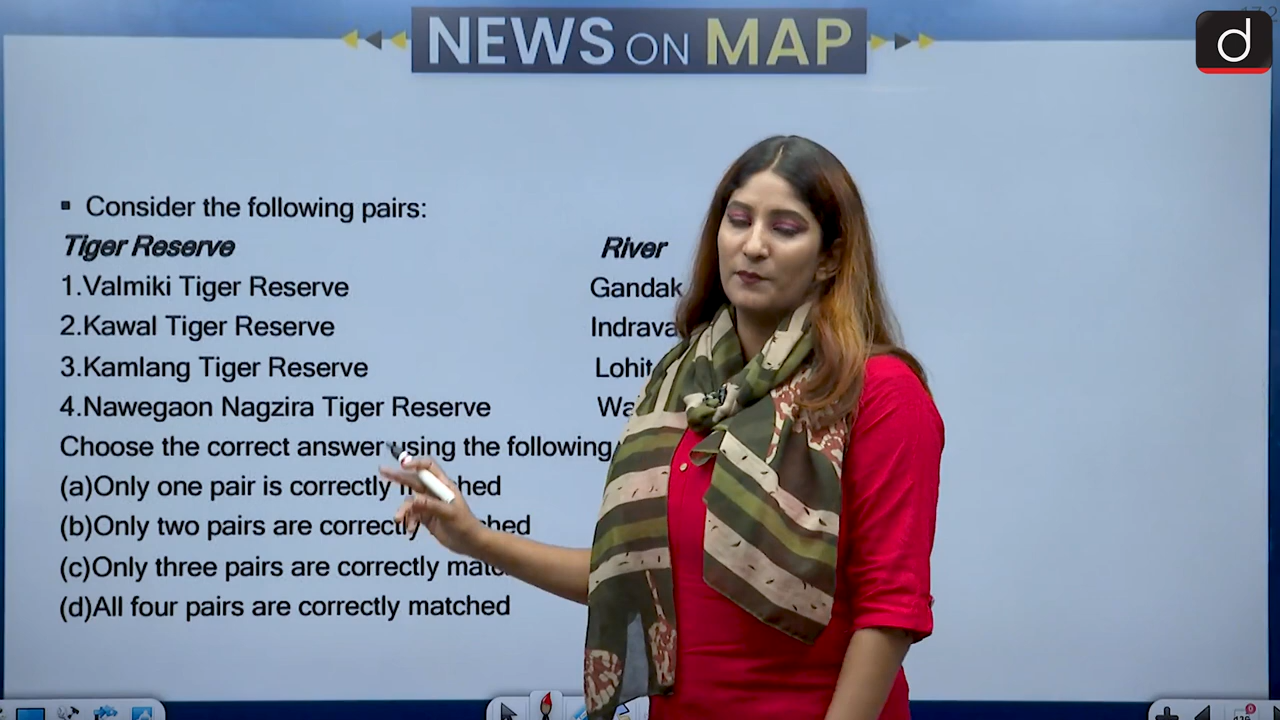 NEWS ON MAP
d
Consider the following pairs:
Tiger Reserve River
1.Valmiki Tiger Reserve Gandak
2.Kawal Tiger Reserve
3.Kamlang Tiger Reserve Lohit
4.Nawegaon Nagzira Tiger Reserve
Choose the correct answer using the following
(a)Only one pair is correctly
(b)Only two pairs are
(c)Only three pairs are correctly
(d)All four pairs are correctly matched